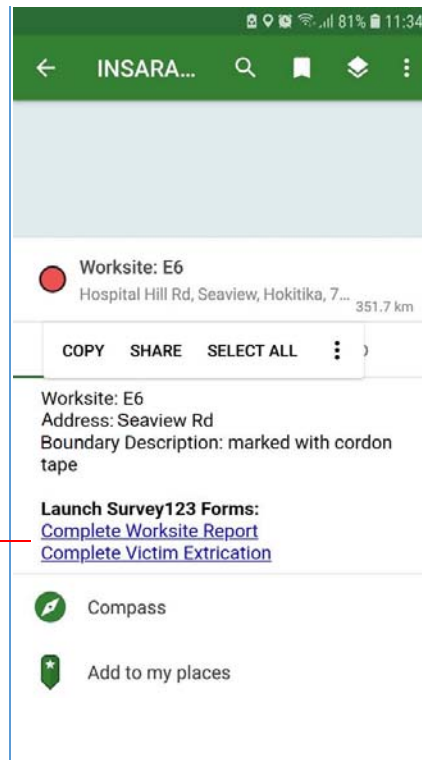 81% 11:34
INSARA...
Worksite: E6
Hospital Hill Rd, Seaview, Hokitika, 7...
351.7 km
COPY SHARE SELECT ALL
Worksite: E6
Address: Seaview Rd
Boundary Description: marked with cordon
tape
Launch Survey123 Forms:
Complete Worksite Report
Complete Victim Extrication
Compass
Add to my places